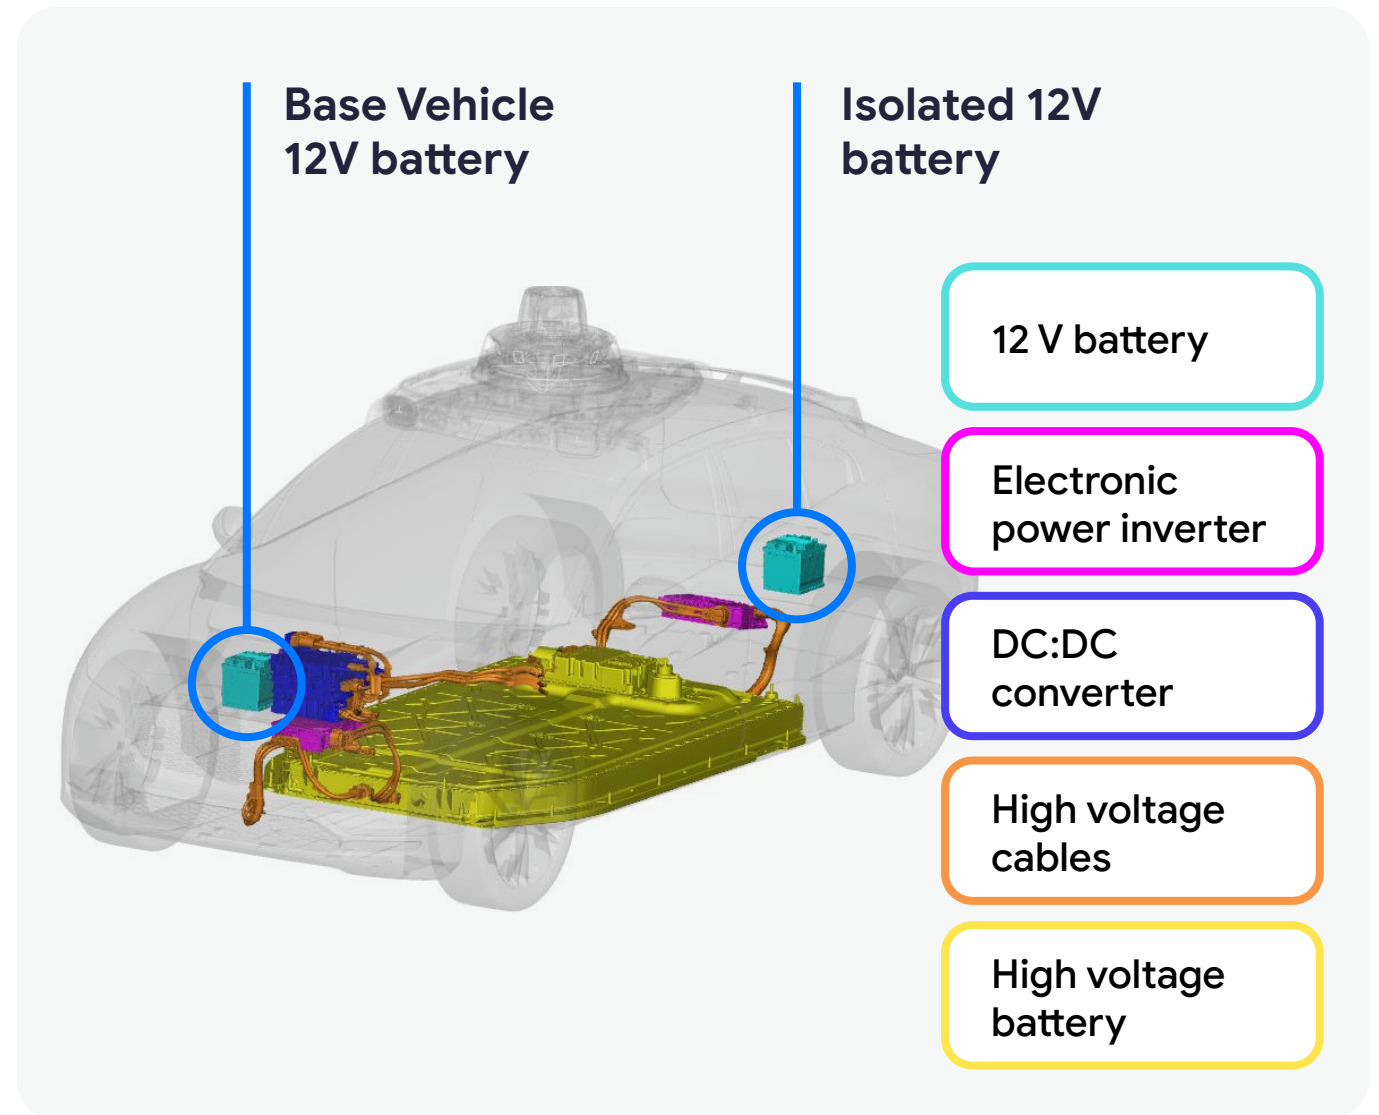 Base Vehicle
12V battery
Isolated 12V
battery
12 V battery
Electronic
power inverter
DC:DC
converter
High voltage
cables
High voltage
battery